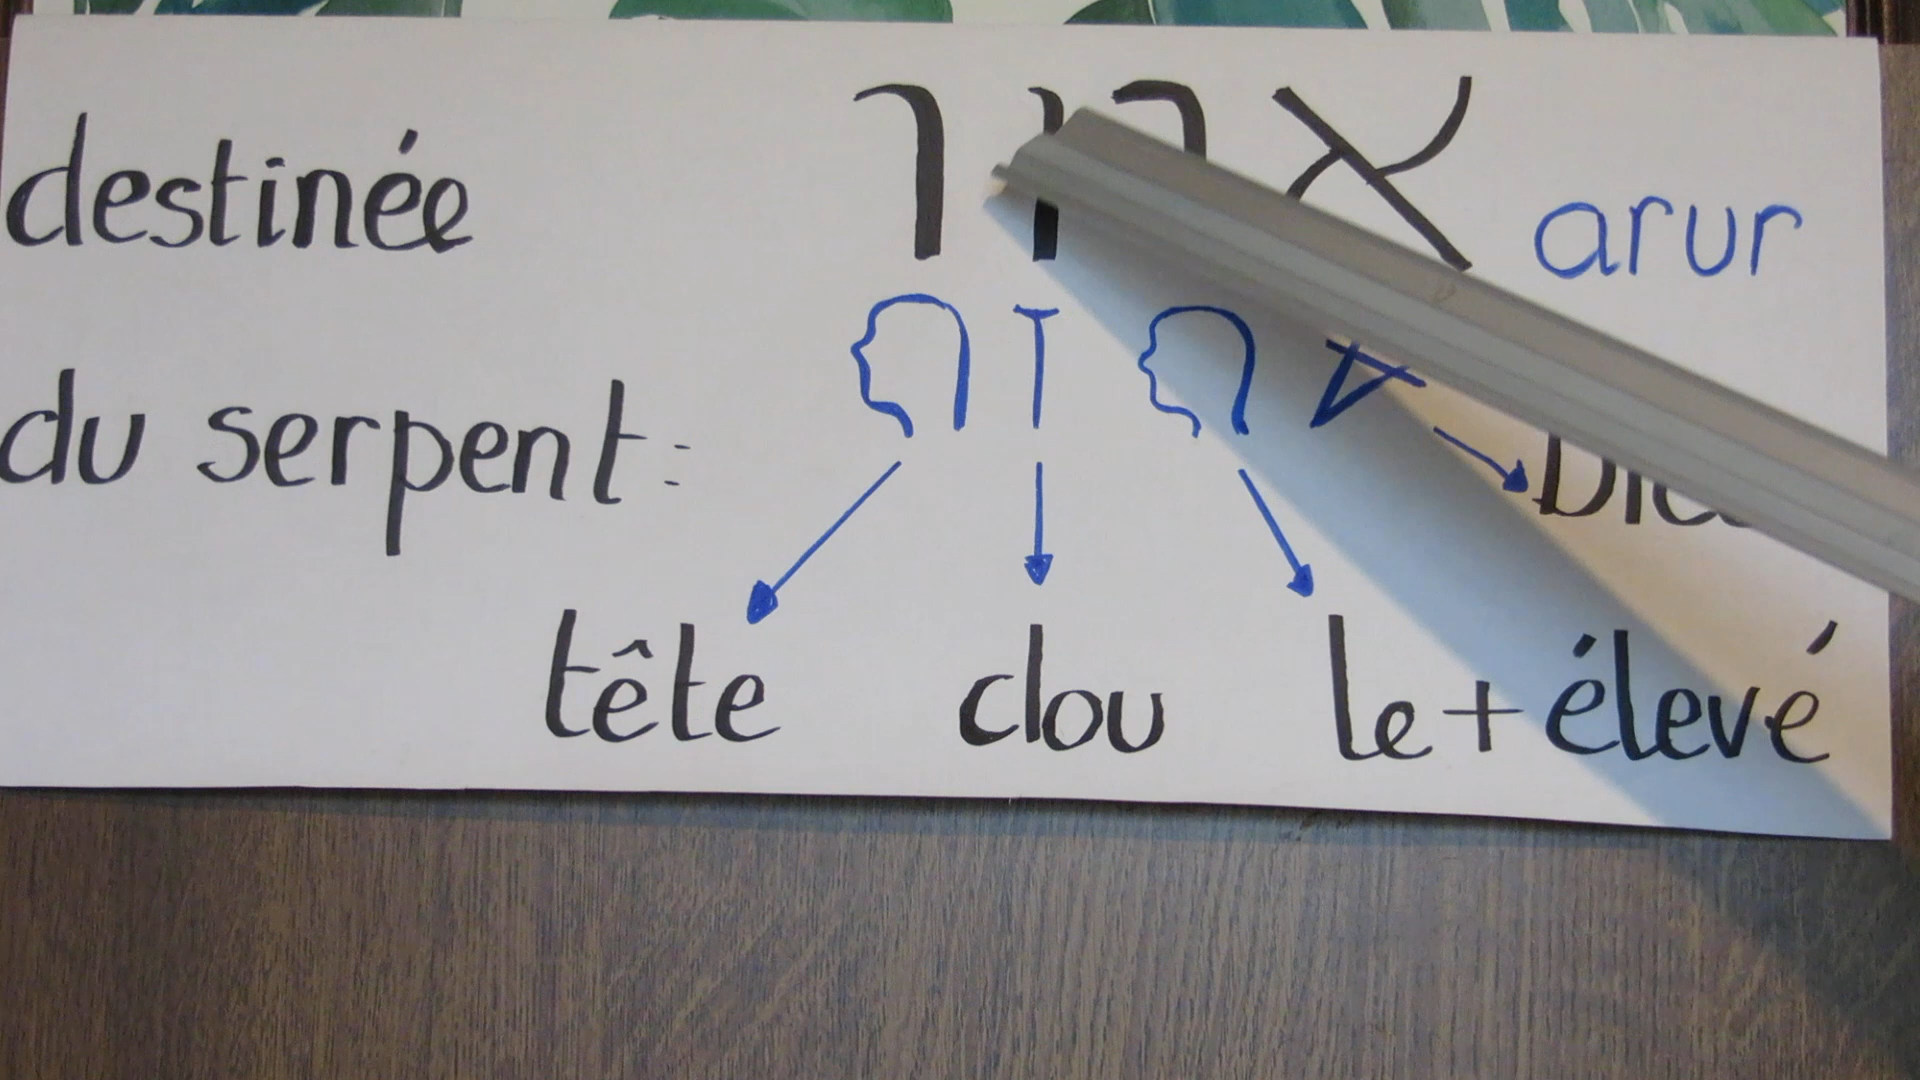 destinée ארור arur
du serpent:
tête clou le + élevé